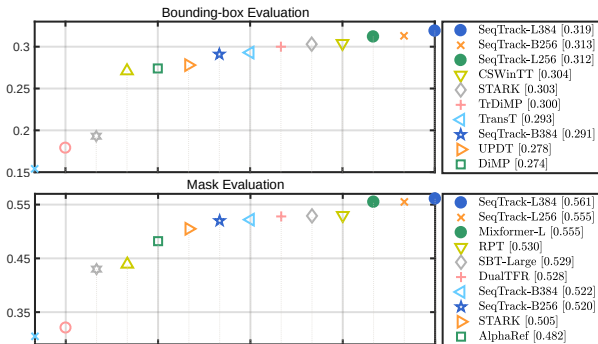 Bounding-box Evaluation
0.3
0.25
0.2
0.15
SeqTrack-L384 [0.319]
SeqTrack-B256 [0.313]
SeqTrack-L256 [0.312]
CSWinTT [0.304]
STARK [0.303]
TrDiMP [0.300]
TransT [0.293]
SeqTrack-B384 [0.291]
UPDT [0.278]
DiMP [0.274]
Mask Evaluation
0.55
0.45
0.35
SeqTrack-L384 [0.561]
SeqTrack-L256 [0.555]
Mixformer-L [0.555]
RPT [0.530]
SBT-Large [0.529]
DualTFR [0.528]
SeqTrack-B384 [0.522]
SeqTrack-B256 [0.520]
STARK [0.505]
AlphaRef [0.482]